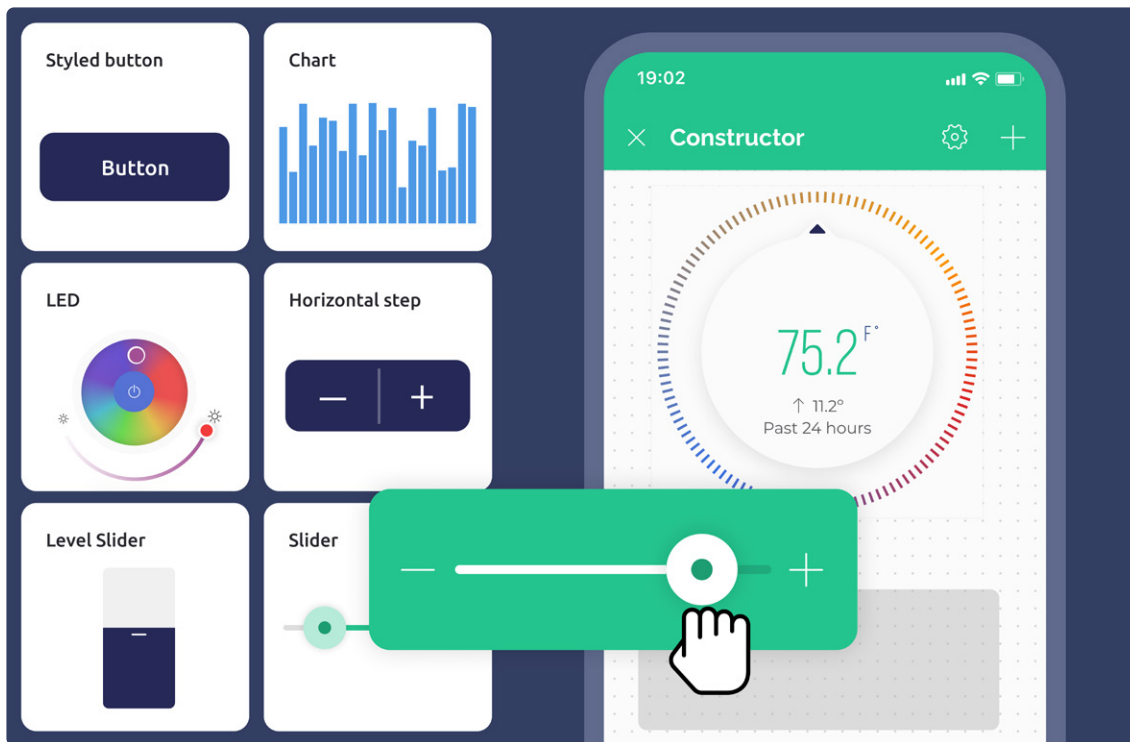 Styled button
Button
Chart
LED
Horizontal step
Level Slider
Slider
19:02
Constructor
75.2 F°
↑ 11.2°
Past 24 hours